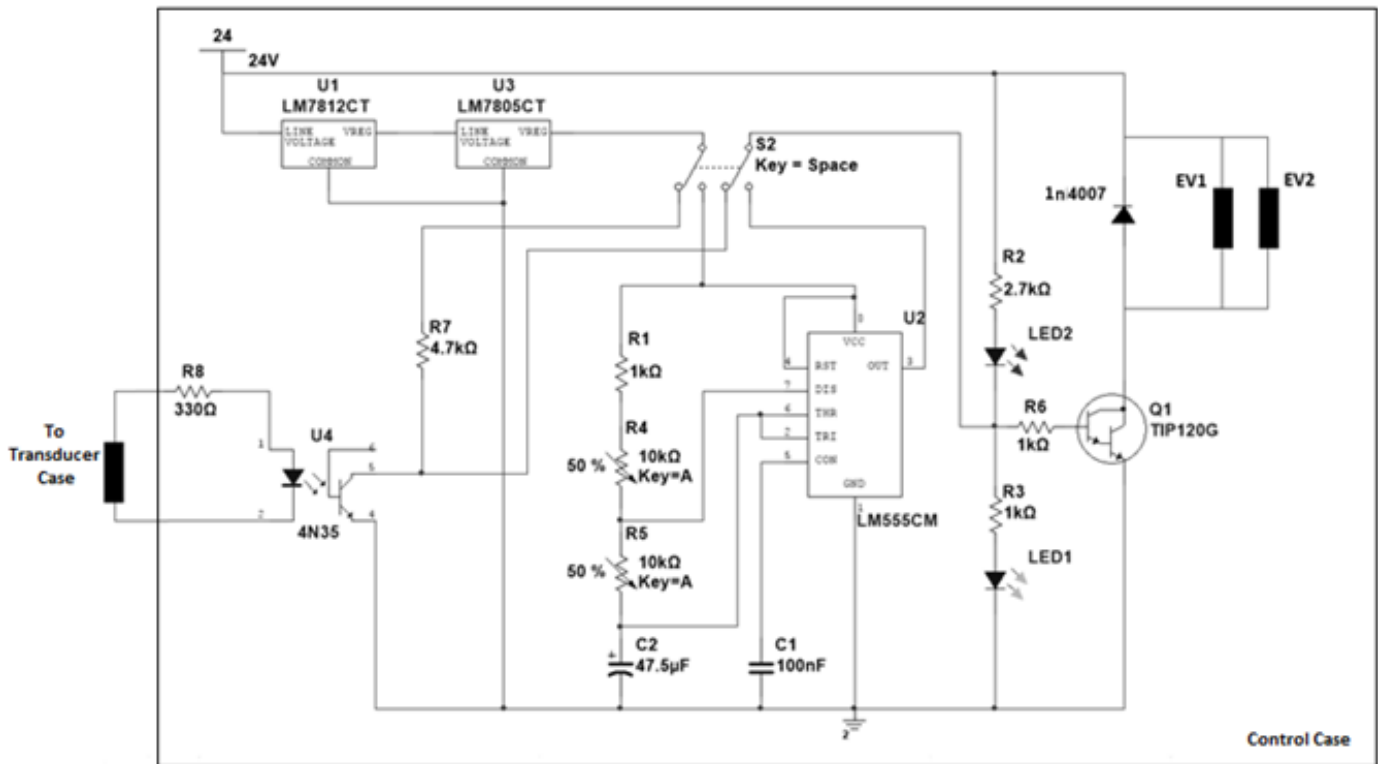 24
24V
U1
LM7812CT
LINE VREG
VOLTAGE
COMMON
U3
LM7805CT
LINE VREG
VOLTAGE
COMMON
S2
Key = Space
1n4007
EV1
EV2
R2
2.7kΩ
LED2
R7
4.7kΩ
R1
1kΩ
U2
8
VCC
4
RST
OUT
3
7
DIS
6
THR
2
TRI
5
CON
GND
1
LM555CM
R8
330Ω
To
Transducer
Case
U4
1
2
6
5
4
4N35
R4
10kΩ
50 %
Key=A
R5
10kΩ
50 %
Key=A
R6
1kΩ
Q1
TIP120G
R3
1kΩ
LED1
C2
+
47.5µF
C1
100nF
2
Control Case